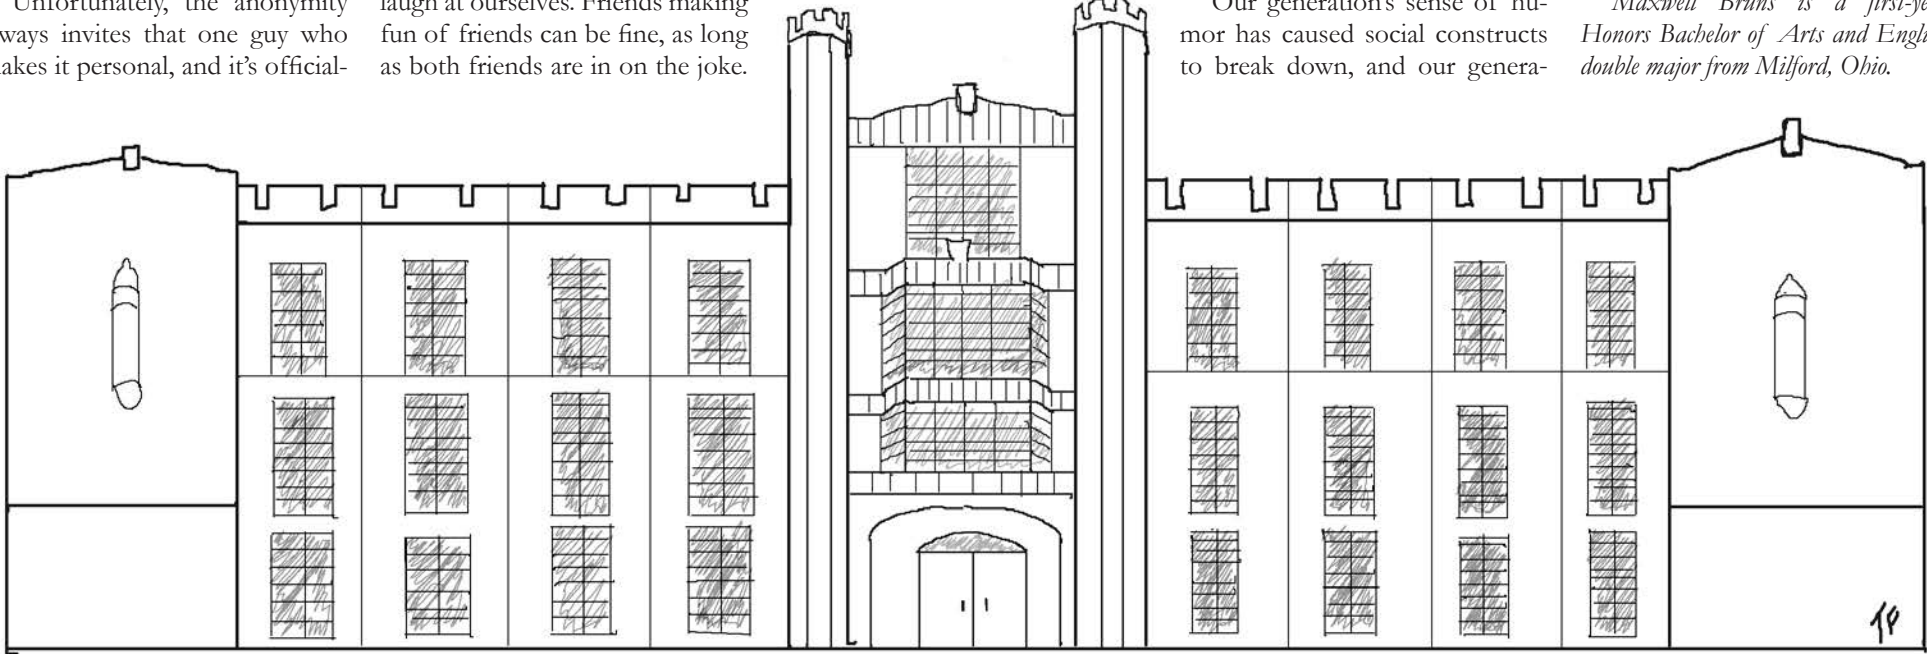 Unfortunately, the anonymity
ways invites that one guy who
akes it personal, and it's official-
laugh at ourselves. Friends making
fun of friends can be fine, as long
as both friends are in on the joke.
Our generation's sense of hu-
mor has caused social constructs
to break down, and our genera-
Maxwell Bruns is a first-ye
Honors Bachelor of Arts and Engli
double major from Milford, Ohio.